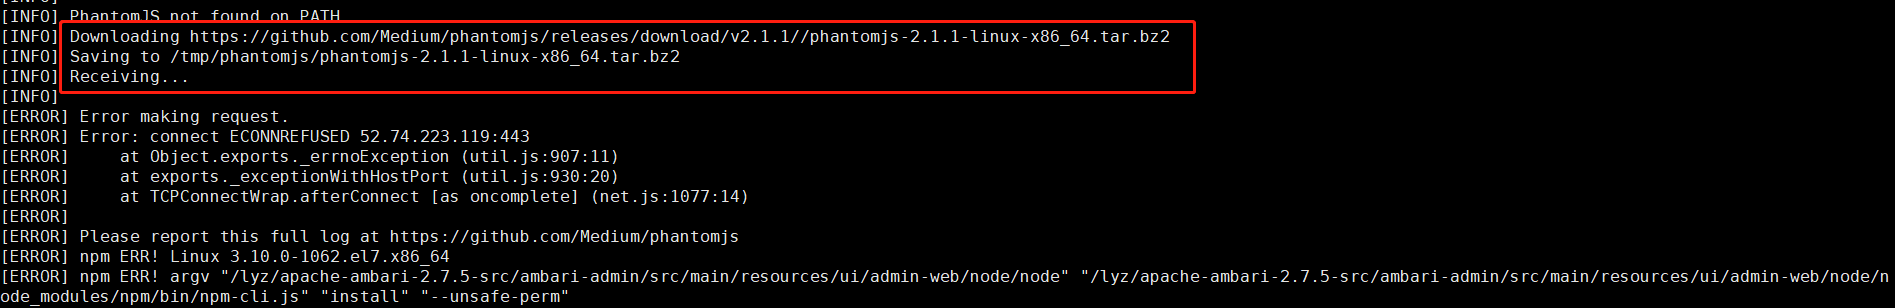 [INFO]
[INFO] PhantomJS not found on PATH
[INFO] Downloading https://github.com/Medium/phantomjs/releases/download/v2.1.1//phantomjs-2.1.1-linux-x86_64.tar.bz2
[INFO] Saving to /tmp/phantomjs/phantomjs-2.1.1-linux-x86_64.tar.bz2
[INFO] Receiving...
[INFO]
[ERROR] Error making request.
[ERROR] Error: connect ECONNREFUSED 52.74.223.119:443
[ERROR]     at Object.exports._errnoException (util.js:907:11)
[ERROR]     at exports._exceptionWithHostPort (util.js:930:20)
[ERROR]     at TCPConnectWrap.afterConnect [as oncomplete] (net.js:1077:14)
[ERROR]
[ERROR] Please report this full log at https://github.com/Medium/phantomjs
[ERROR] npm ERR! Linux 3.10.0-1062.el7.x86_64
[ERROR] npm ERR! argv "/lyz/apache-ambari-2.7.5-src/ambari-admin/src/main/resources/ui/admin-web/node/node" "/lyz/apache-ambari-2.7.5-src/ambari-admin/src/main/resources/ui/admin-web/node/n
ode_modules/npm/bin/npm-cli.js" "install" "--unsafe-perm"